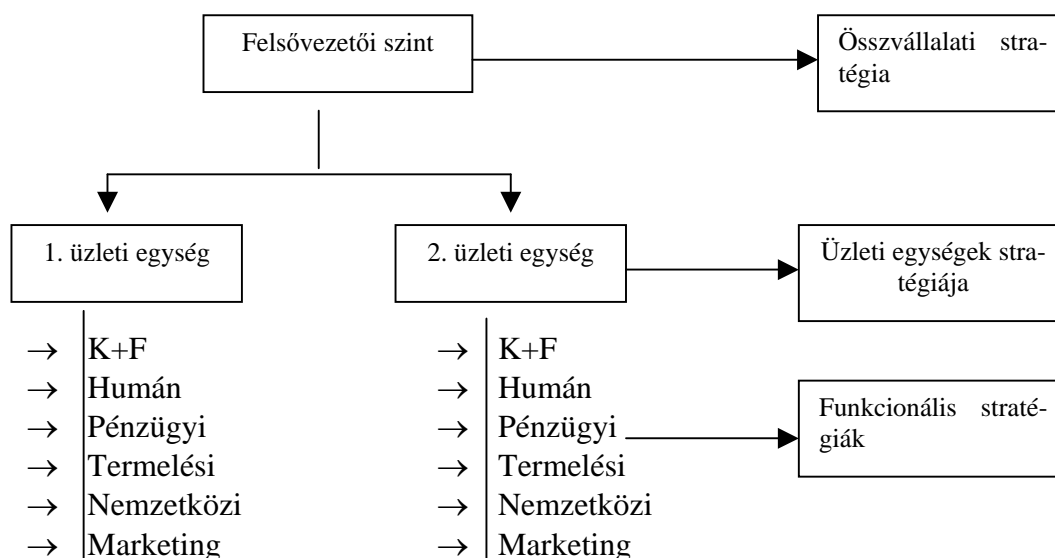 Felsővezetői szint
Összvállalati stra-
tégia
1. üzleti egység
2. üzleti egység
Üzleti egységek stra-
tégiája
→ K+F
→ Humán
→ Pénzügyi
→ Termelési
→ Nemzetközi
→ Marketing
→ K+F
→ Humán
→ Pénzügyi
→ Termelési
→ Nemzetközi
→ Marketing
Funkcionális straté-
giák